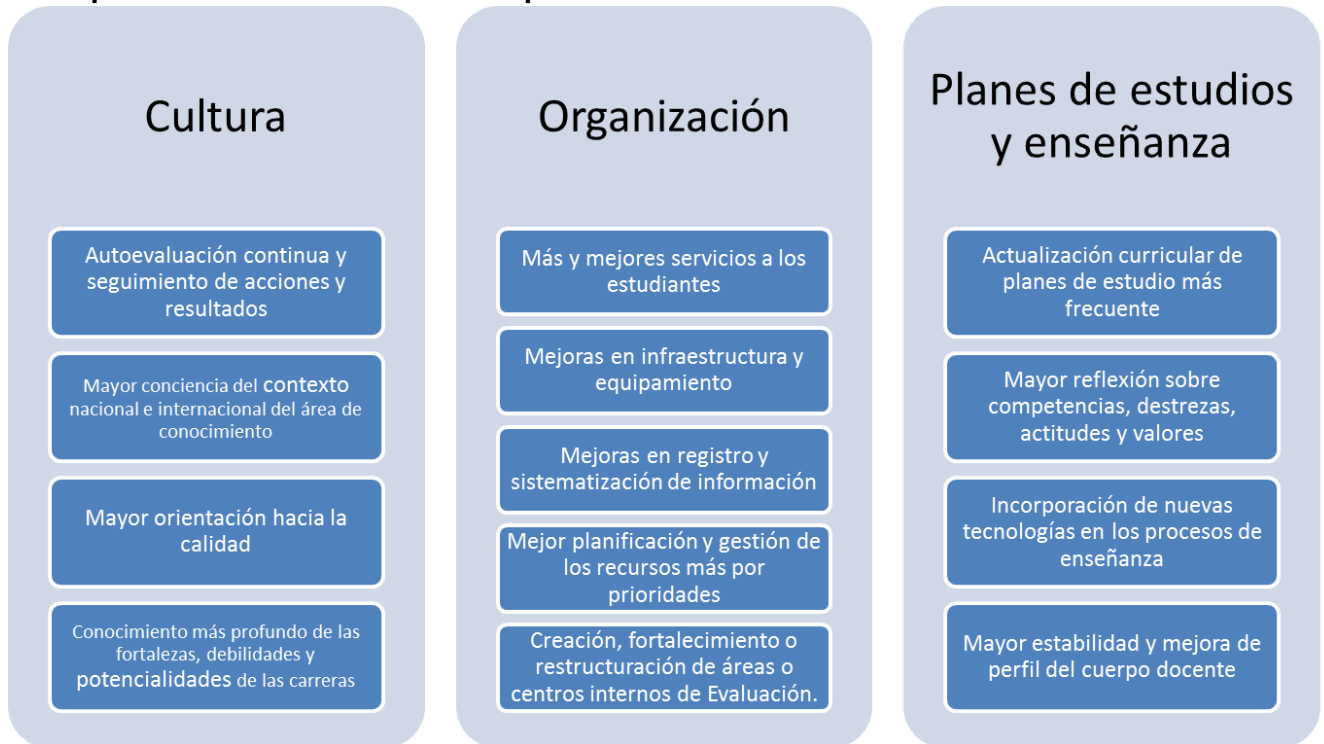 Cultura
Autoevaluación continua y
seguimiento de acciones y
resultados
Mayor conciencia del contexto
nacional e internacional del área de
conocimiento
Mayor orientación hacia la
calidad
Conocimiento más profundo de las
fortalezas, debilidades y
potencialidades de las carreras
Organización
Más y mejores servicios a los
estudiantes
Mejoras en infraestructura y
equipamiento
Mejoras en registro y
sistematización de información
Mejor planificación y gestión de
los recursos más por
prioridades
Creación, fortalecimiento o
restructuración de áreas o
centros internos de Evaluación.
Planes de estudios
y enseñanza
Actualización curricular de
planes de estudio más
frecuente
Mayor reflexión sobre
competencias, destrezas,
actitudes y valores
Incorporación de nuevas
tecnologías en los procesos de
enseñanza
Mayor estabilidad y mejora de
perfil del cuerpo docente